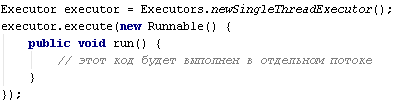 Executor executor = Executors.newSingleThreadExecutor();
executor.execute(new Runnable() {
    public void run() {
        // этот код будет выполнен в отдельном потоке
    }
});